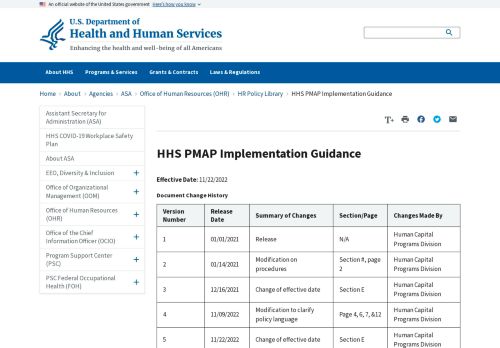 An official website of the United States government Here's how you know
U.S. Department of
Health and Human Services
Enhancing the health and well-being of all Americans
About HHS Programs & Services Grants & Contracts Laws & Regulations
Home > About > Agencies > ASA > Office of Human Resources (OHR) > HR Policy Library > HHS PMAP Implementation Guidance
Assistant Secretary for
Administration (ASA)
HHS COVID-19 Workplace Safety
Plan
About ASA
EEO, Diversity & Inclusion +
Office of Organizational
Management (OOM) +
Office of Human Resources
(OHR) +
Office of the Chief
Information Officer (OCIO) +
Program Support Center
(PSC) +
PSC Federal Occupational
Health (FOH) +
T+
HHS PMAP Implementation Guidance
Effective Date: 11/22/2022
Document Change History
Version
Number
Release
Date
Summary of Changes
Section/Page
Changes Made By
1
01/01/2021
Release
N/A
Human Capital
Programs Division
2
01/14/2021
Modification on
procedures
Section #, page
2
Human Capital
Programs Division
3
12/16/2021
Change of effective date
Section E
Human Capital
Programs Division
4
11/09/2022
Modification to clarify
policy language
Page 4, 6, 7, &12
Human Capital
Programs Division
5
11/22/2022
Change of effective date
Section E
Human Capital
Programs Division